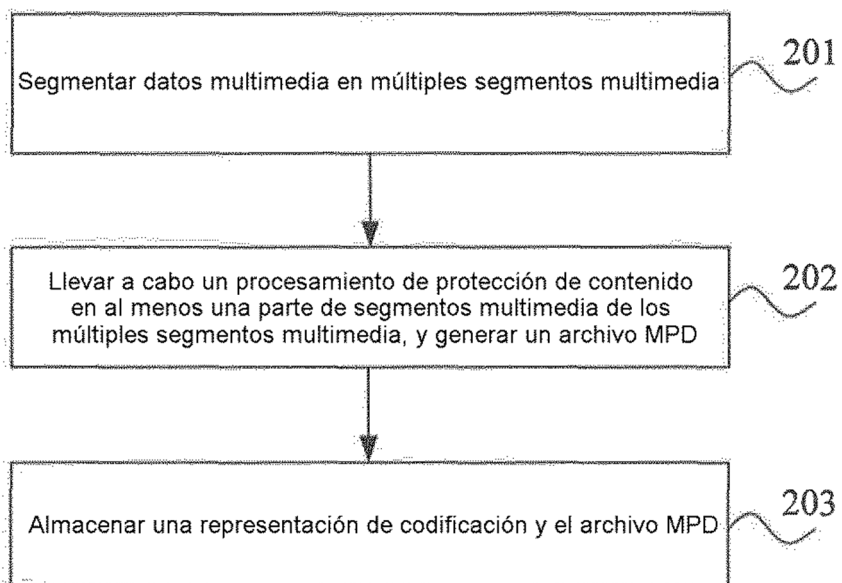 Segmentar datos multimedia en múltiples segmentos multimedia
201
Llevar a cabo un procesamiento de protección de contenido
en al menos una parte de segmentos multimedia de los
múltiples segmentos multimedia, y generar un archivo MPD
202
Almacenar una representación de codificación y el archivo MPD
203